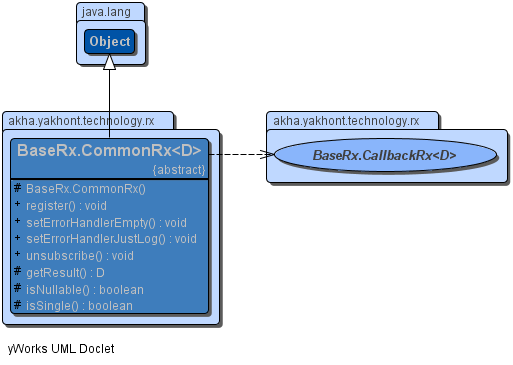 java.lang
Object
akha.yakhont.technology.rx
BaseRx.CommonRx<D>
{abstract}
# BaseRx.CommonRx()
+ register() : void
+ setErrorHandlerEmpty() : void
+ setErrorHandlerJustLog() : void
+ unsubscribe() : void
# getResult() : D
# isNullable() : boolean
# isSingle() : boolean
akha.yakhont.technology.rx
BaseRx.CallbackRx<D>
yWorks UML Doclet